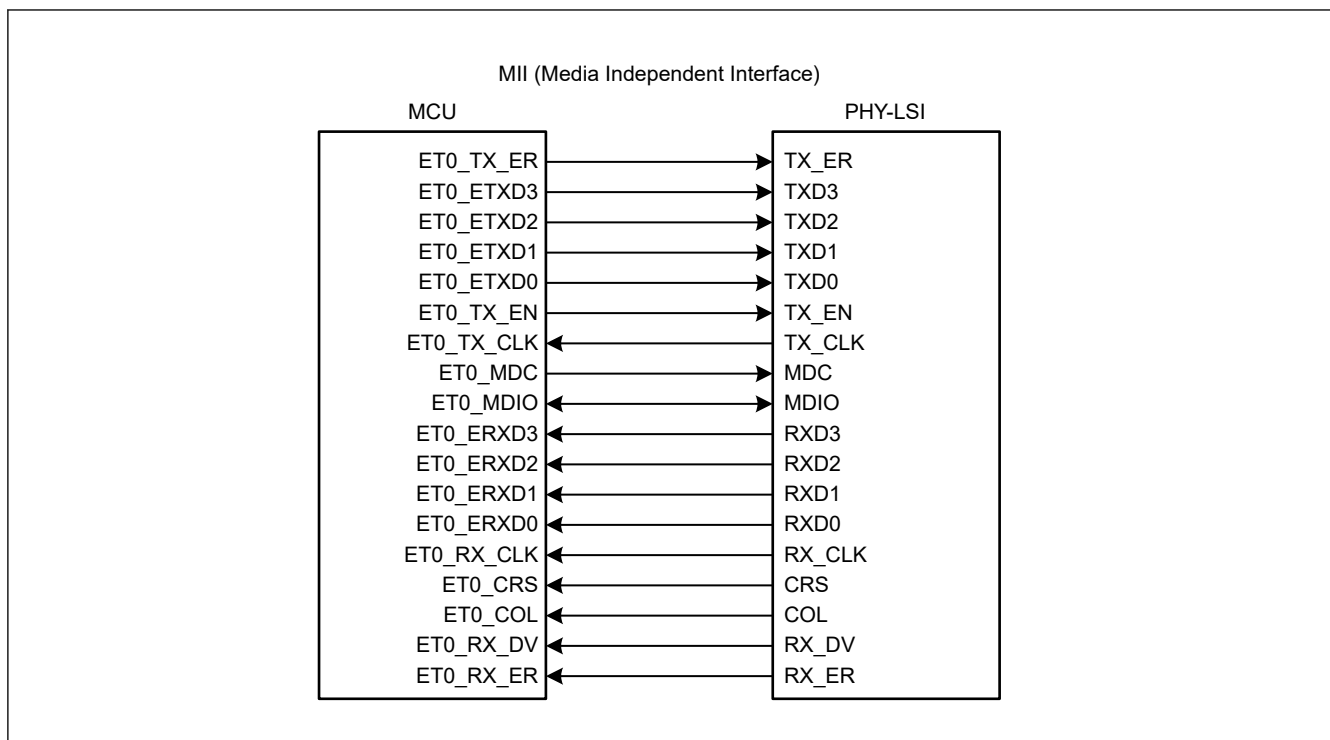 MII (Media Independent Interface)
MCU PHY-LSI
ET0_TX_ER TX_ER
ET0_ETXD3 TXD3
ET0_ETXD2 TXD2
ET0_ETXD1 TXD1
ET0_ETXD0 TXD0
ET0_TX_EN TX_EN
ET0_TX_CLK TX_CLK
ET0_MDC MDC
ET0_MDIO MDIO
ET0_ERXD3 RXD3
ET0_ERXD2 RXD2
ET0_ERXD1 RXD1
ET0_ERXD0 RXD0
ET0_RX_CLK RX_CLK
ET0_CRS CRS
ET0_COL COL
ET0_RX_DV RX_DV
ET0_RX_ER RX_ER